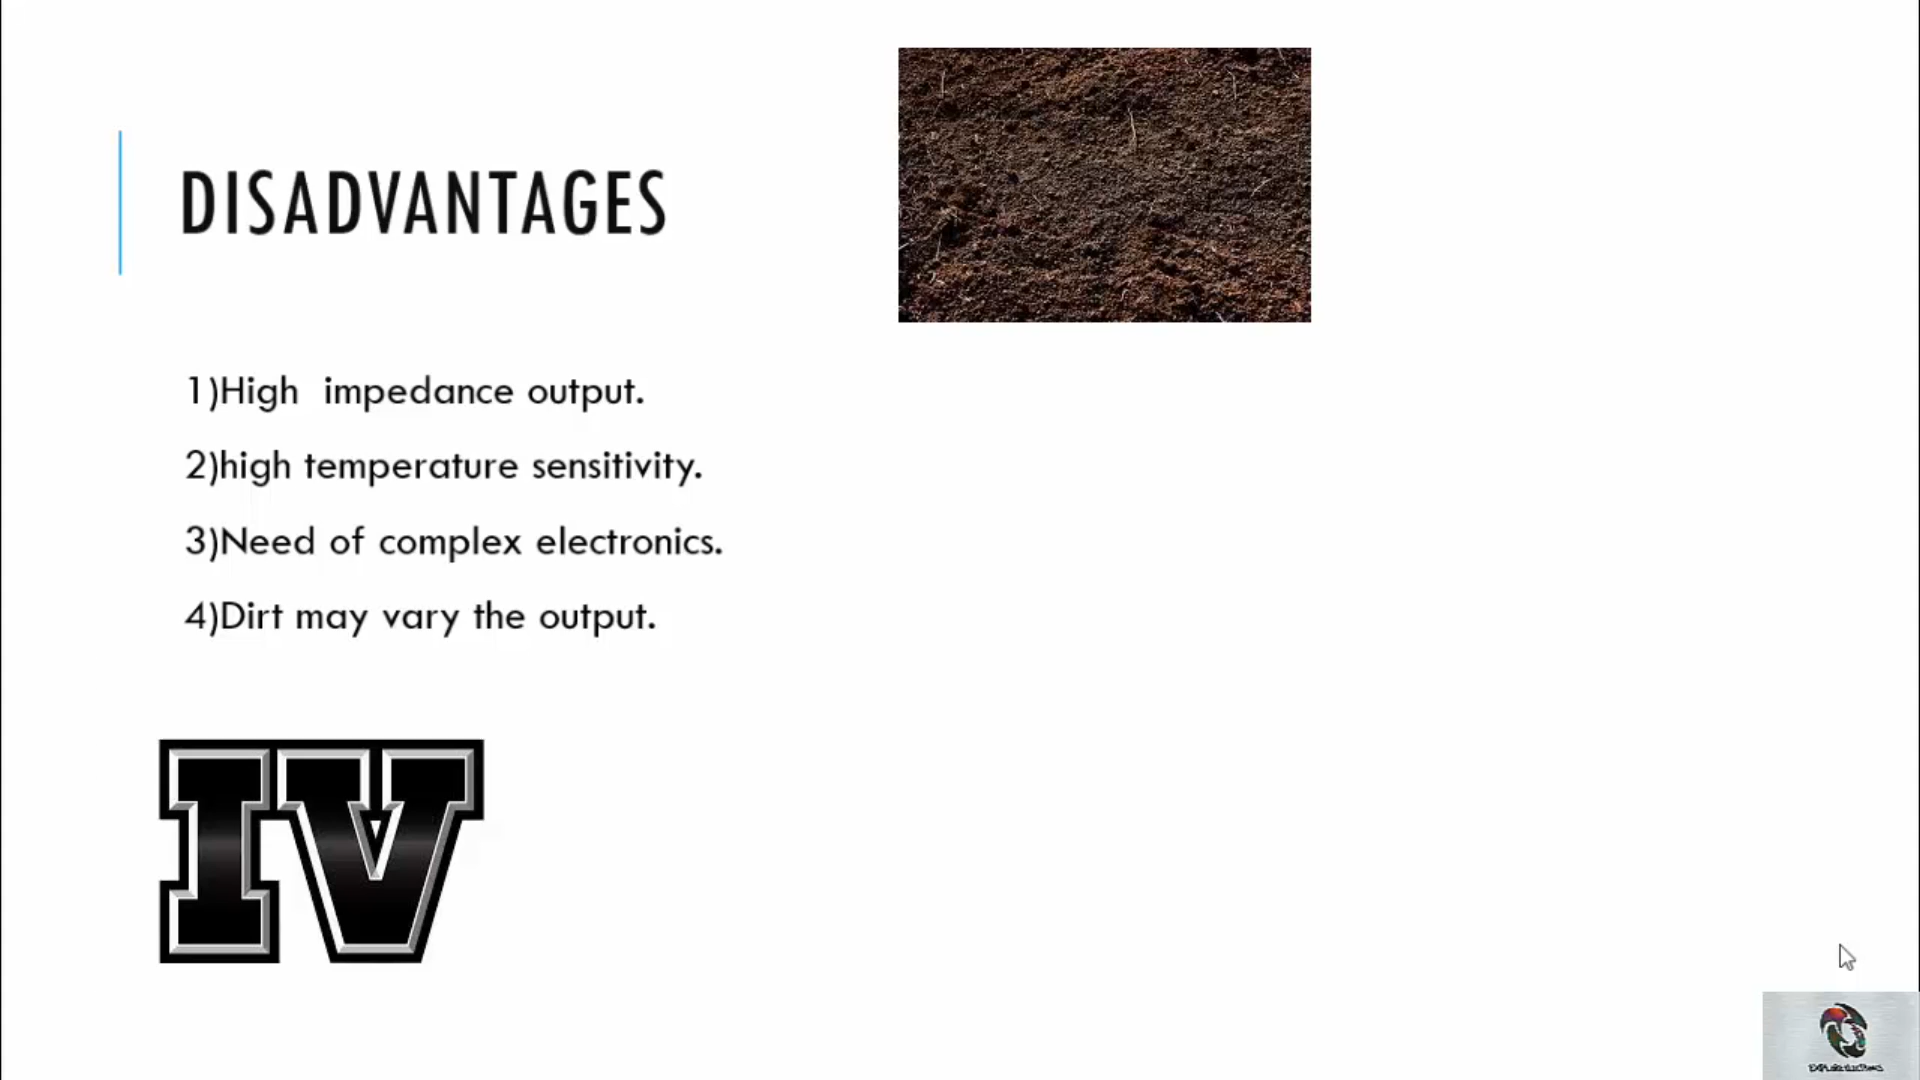 DISADVANTAGES
1)High  impedance output.
2)high temperature sensitivity.
3)Need of complex electronics.
4)Dirt may vary the output.
IV